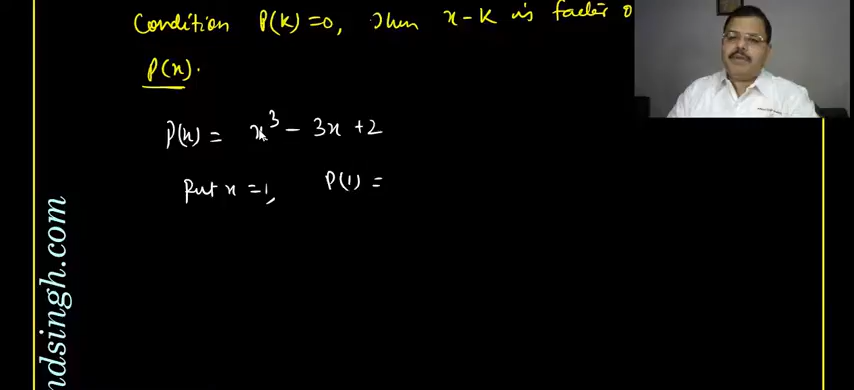 Condition P(K)=0, then x-K is factor o
P(x).
P(x) = x³ - 3x + 2
Put x = 1, P(1) =
ndsingh.com